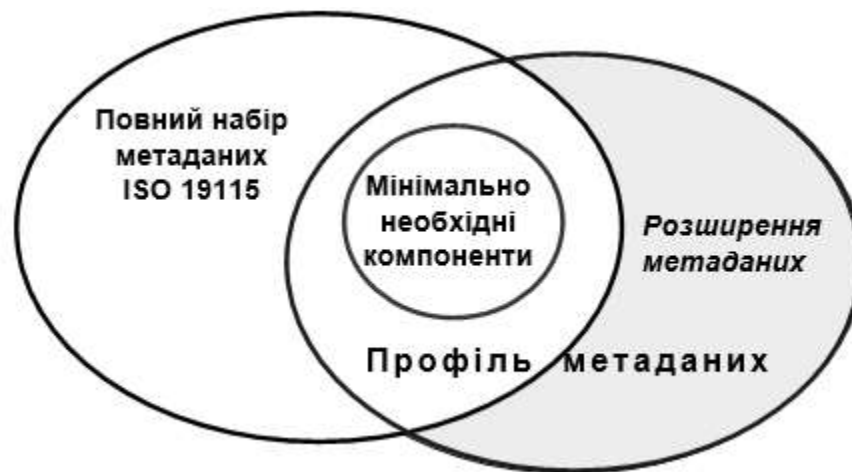 Повний набір
метаданих
ISO 19115
Мінімально
необхідні
компоненти
Розширення
метаданих
Профіль метаданих